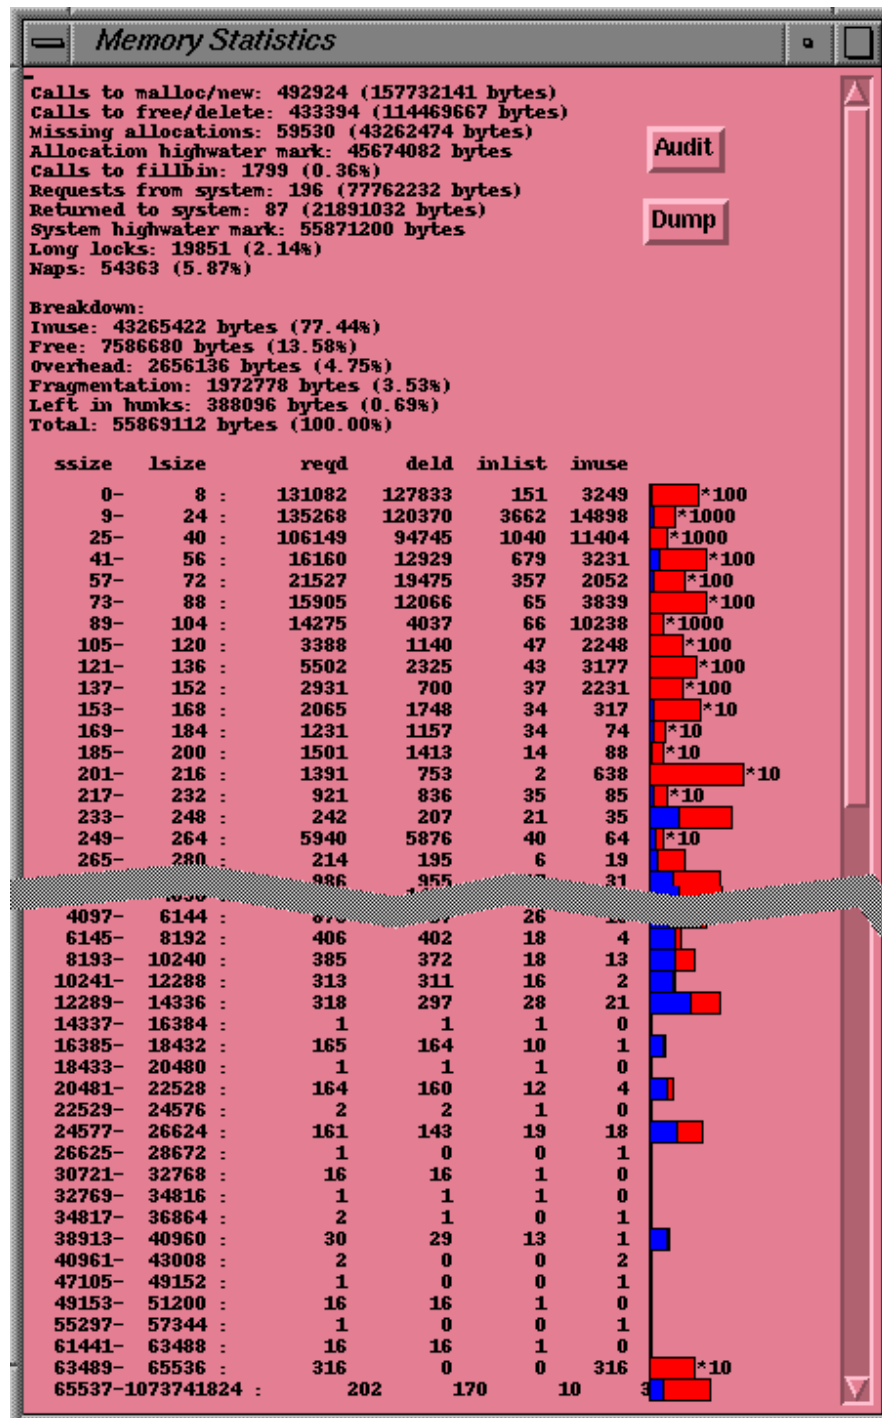 Memory Statistics
Calls to malloc/new: 492924 (157732141 bytes)
Calls to free/delete: 433394 (114469667 bytes)
Missing allocations: 59530 (43262474 bytes)
Allocation highwater mark: 45674082 bytes
Calls to fillbin: 1799 (0.36%)
Requests from system: 196 (77762232 bytes)
Returned to system: 87 (21891032 bytes)
System highwater mark: 55871200 bytes
Long locks: 19851 (2.14%)
Naps: 54363 (5.87%)
Audit
Dump
Breakdown:
Inuse: 43265422 bytes (77.44%)
Free: 7586680 bytes (13.58%)
Overhead: 2656136 bytes (4.75%)
Fragmentation: 1972778 bytes (3.53%)
Left in hunks: 388096 bytes (0.69%)
Total: 55869112 bytes (100.00%)
ssize lsize reqd deld inlist inuse
0- 8 : 131082 127833 151 3249 *100
9- 24 : 135268 120370 3662 14898 *1000
25- 40 : 106149 94745 1040 11404 *1000
41- 56 : 16160 12929 679 3231 *100
57- 72 : 21527 19475 357 2052 *100
73- 88 : 15905 12066 65 3839 *100
89- 104 : 14275 4037 66 10238 *1000
105- 120 : 3388 1140 47 2248 *100
121- 136 : 5502 2325 43 3177 *100
137- 152 : 2931 700 37 2231 *100
153- 168 : 2065 1748 34 317 *10
169- 184 : 1231 1157 34 74 *10
185- 200 : 1501 1413 14 88 *10
201- 216 : 1391 753 2 638 *10
217- 232 : 921 836 35 85 *10
233- 248 : 242 207 21 35
249- 264 : 5940 5876 40 64 *10
265- 280 : 214 195 6 19
986 955 31
4097- 6144 : 26
6145- 8192 : 406 402 18 4
8193- 10240 : 385 372 18 13
10241- 12288 : 313 311 16 2
12289- 14336 : 318 297 28 21
14337- 16384 : 1 1 1 0
16385- 18432 : 165 164 10 1
18433- 20480 : 1 1 1 0
20481- 22528 : 164 160 12 4
22529- 24576 : 2 2 1 0
24577- 26624 : 161 143 19 18
26625- 28672 : 1 0 0 1
30721- 32768 : 16 16 1 0
32769- 34816 : 1 1 1 0
34817- 36864 : 2 1 0 1
38913- 40960 : 30 29 13 1
40961- 43008 : 2 0 0 2
47105- 49152 : 1 0 0 1
49153- 51200 : 16 16 1 0
55297- 57344 : 1 0 0 1
61441- 63488 : 16 16 1 0
63489- 65536 : 316 0 0 316 *10
65537-1073741824 : 202 170 10 3